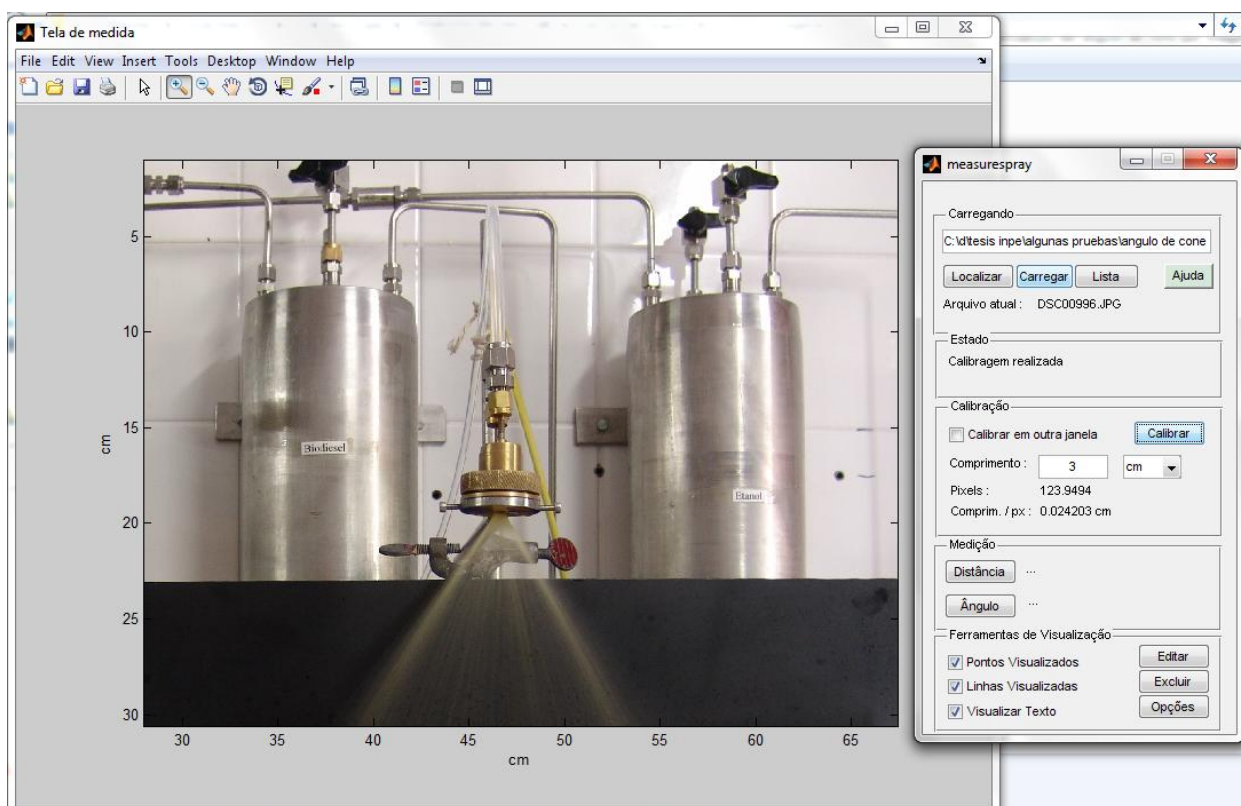 Tela de medida
File Edit View Insert Tools Desktop Window Help
5
10
15
20
25
30
cm
30 35 40 45 50 55 60 65
cm
Biodiesel
Etanol
measurespray
Carregando
C:\d\tesis inpe\algunas pruebas\angulo de cone
Localizar Carregar Lista Ajuda
Arquivo atual : DSC00996.JPG
Estado
Calibragem realizada
Calibração
Calibrar em outra janela Calibrar
Comprimento : 3 cm
Pixels : 123.9494
Comprim. / px : 0.024203 cm
Medição
Distância ...
Ângulo ...
Ferramentas de Visualização
Pontos Visualizados Editar
Linhas Visualizadas Excluir
Visualizar Texto Opções